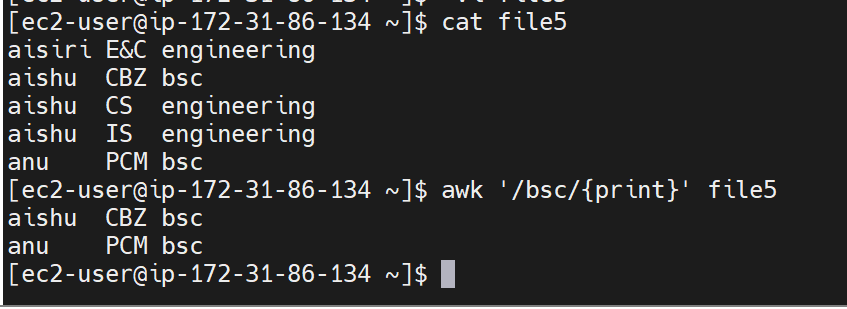 [ec2-user@ip-172-31-86-134 ~]$ cat file5
aisiri E&C engineering
aishu  CBZ bsc
aishu  CS  engineering
aishu  IS  engineering
anu    PCM bsc
[ec2-user@ip-172-31-86-134 ~]$ awk '/bsc/{print}' file5
aishu  CBZ bsc
anu    PCM bsc
[ec2-user@ip-172-31-86-134 ~]$